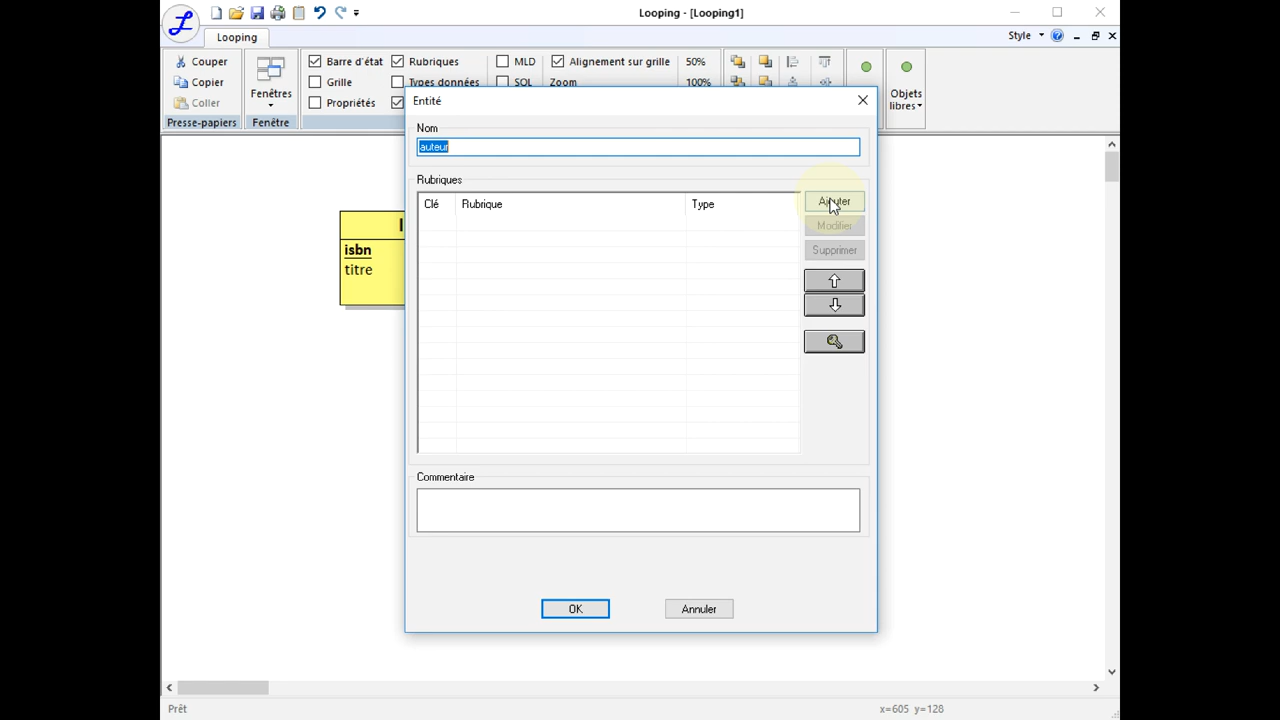 Looping - [Looping1]
Looping
Style
Couper
Copier
Coller
Presse-papiers
Fenêtres
Fenêtre
Barre d'état
Rubriques
Grille
Types données
Propriétés
MLD
SQL
Alignement sur grille
Zoom
50%
100%
Objets
libres
Entité
Nom
auteur
Rubriques
Clé Rubrique Type
Ajouter
Modifier
Supprimer
isbn
titre
Commentaire
OK Annuler
Prêt x=605 y=128